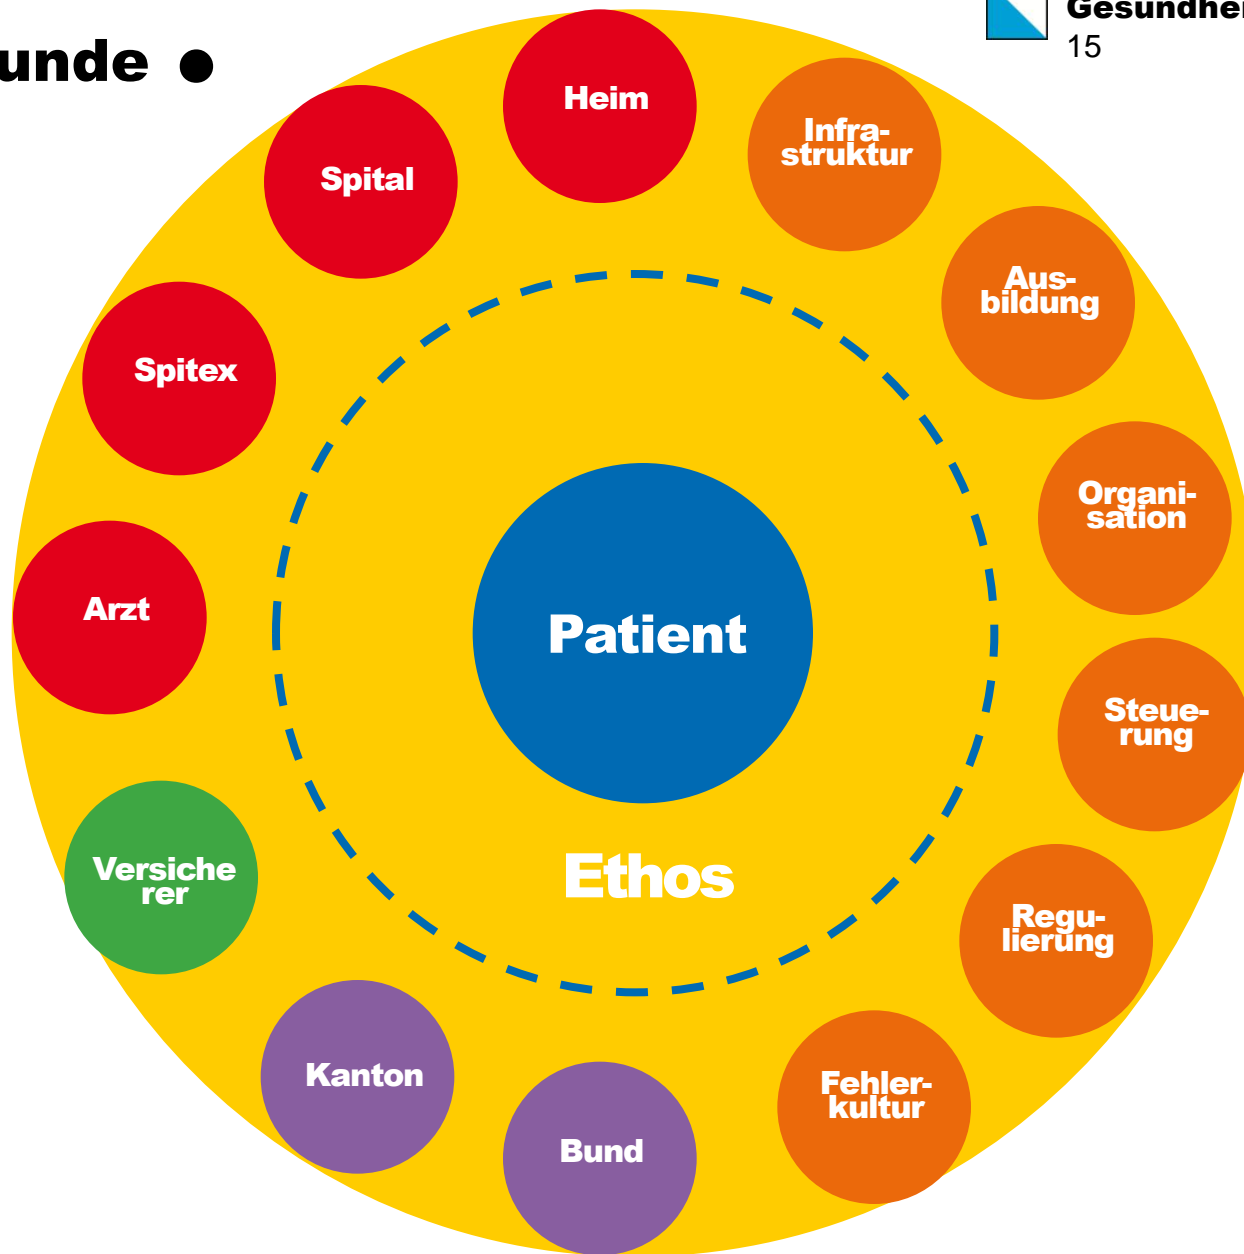 unde ●
Gesundhe
15
Heim
Infra-
struktur
Spital
Aus-
bildung
Spitex
Organi-
sation
Arzt
Patient
Steue-
rung
Versiche
rer
Ethos
Regu-
lierung
Kanton
Fehler-
kultur
Bund